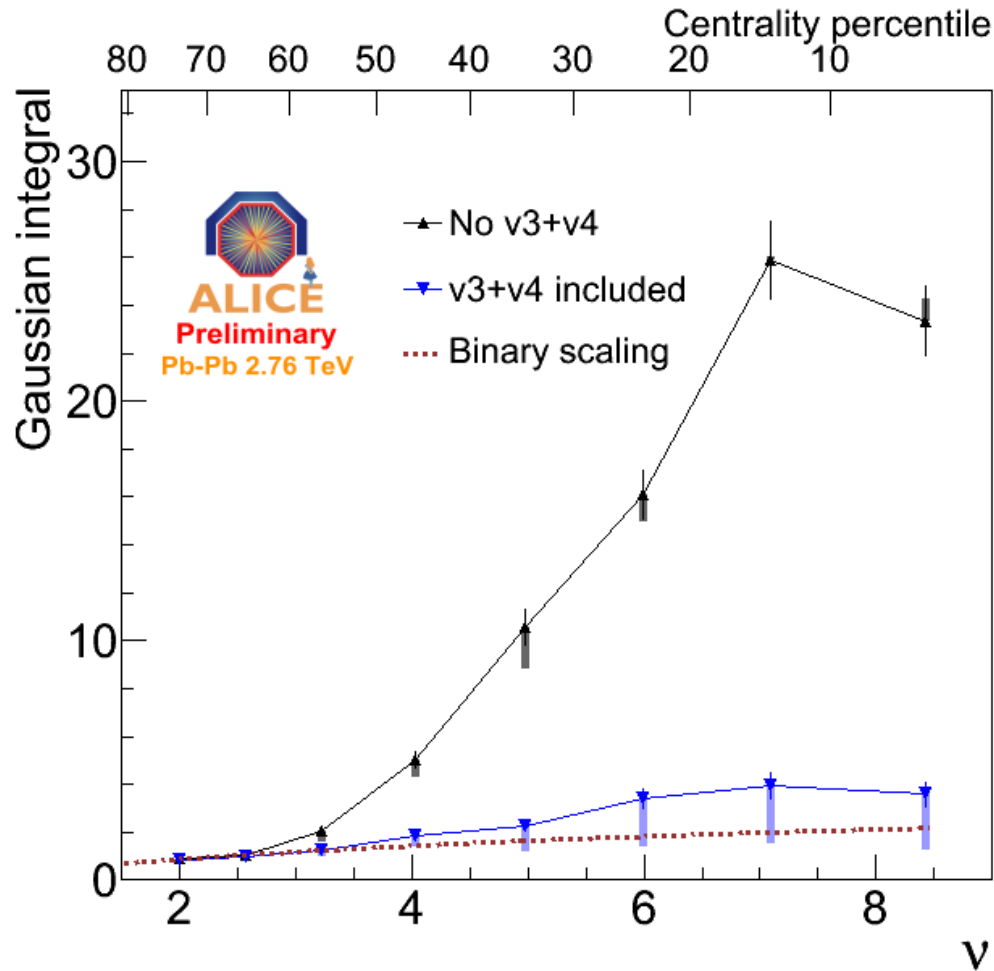 Centrality percentile
80 70 60 50 40 30 20 10
Gaussian integral
30
20
10
0
ALICE
Preliminary
Pb-Pb 2.76 TeV
No v3+v4
v3+v4 included
Binary scaling
2 4 6 8
ν